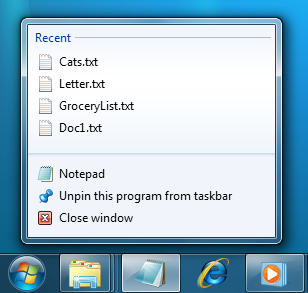 Recent
Cats.txt
Letter.txt
GroceryList.txt
Doc1.txt
Notepad
Unpin this program from taskbar
Close window